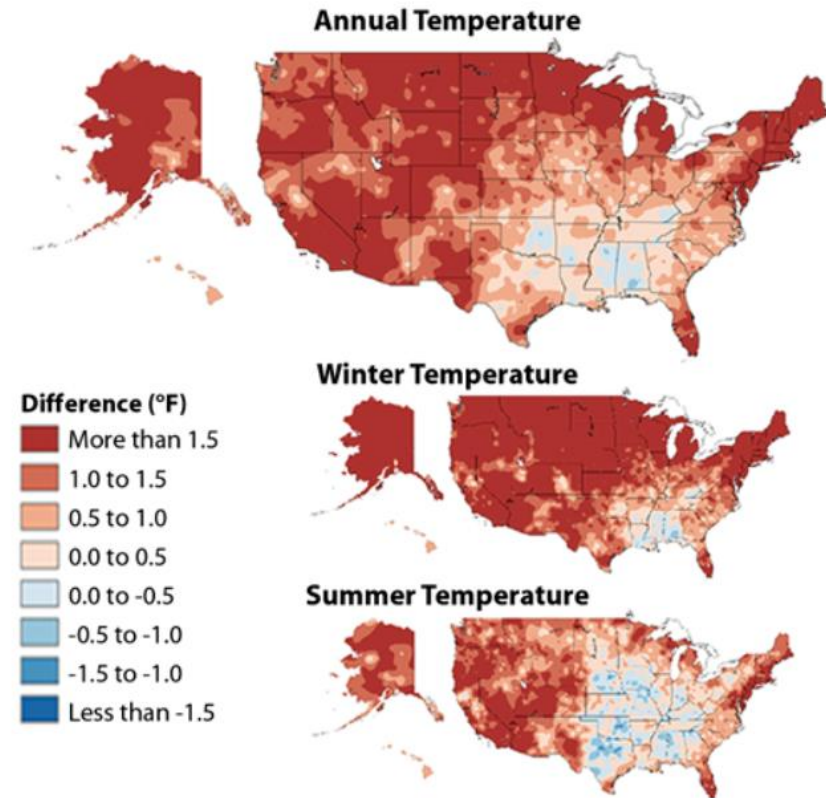 Annual Temperature
Winter Temperature
Difference (°F)
More than 1.5
1.0 to 1.5
0.5 to 1.0
0.0 to 0.5
0.0 to -0.5
-0.5 to -1.0
-1.5 to -1.0
Less than -1.5
Summer Temperature